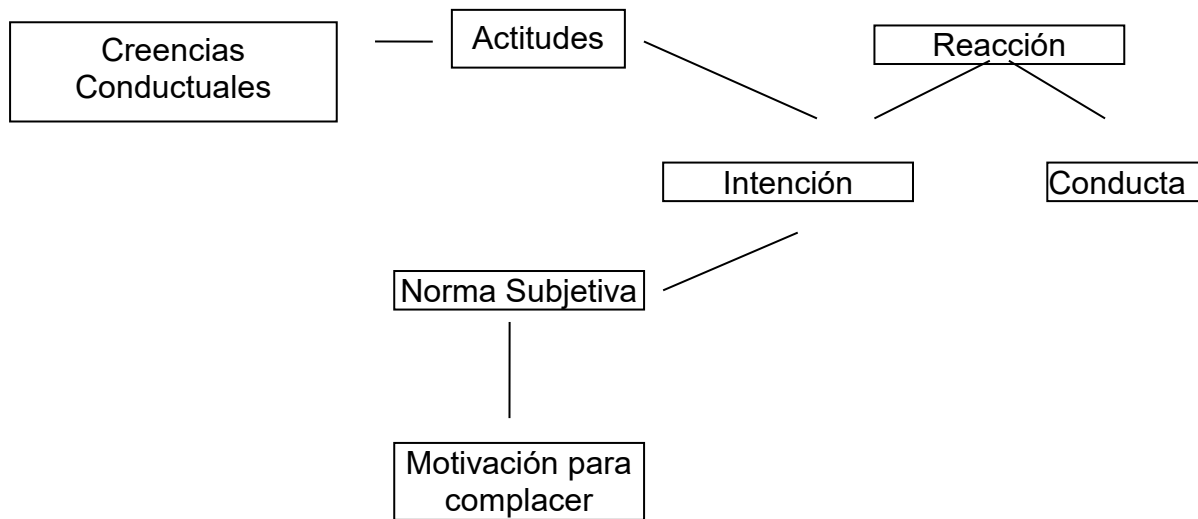 Creencias
Conductuales
Actitudes
Reacción
Intención
Conducta
Norma Subjetiva
Motivación para
complacer